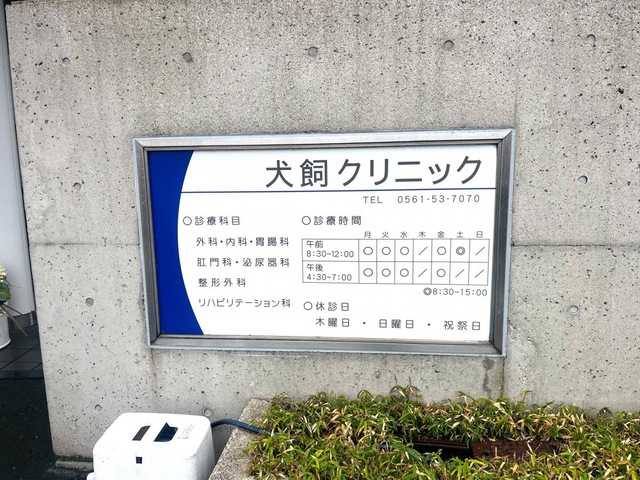 犬飼クリニック
TEL 0561-53-7070
○診療科目
外科・内科・胃腸科
肛門科・泌尿器科
整形外科
リハビリテーション科
○診療時間
月 火 水 木 金 土 日
午前 8:30~12:00 ○ ○ ○ ／ ○ ◎ ／
午後 4:30~7:00 ○ ○ ○ ／ ○ ／ ／
◎8:30~15:00
○休診日
木曜日・日曜日・祝祭日